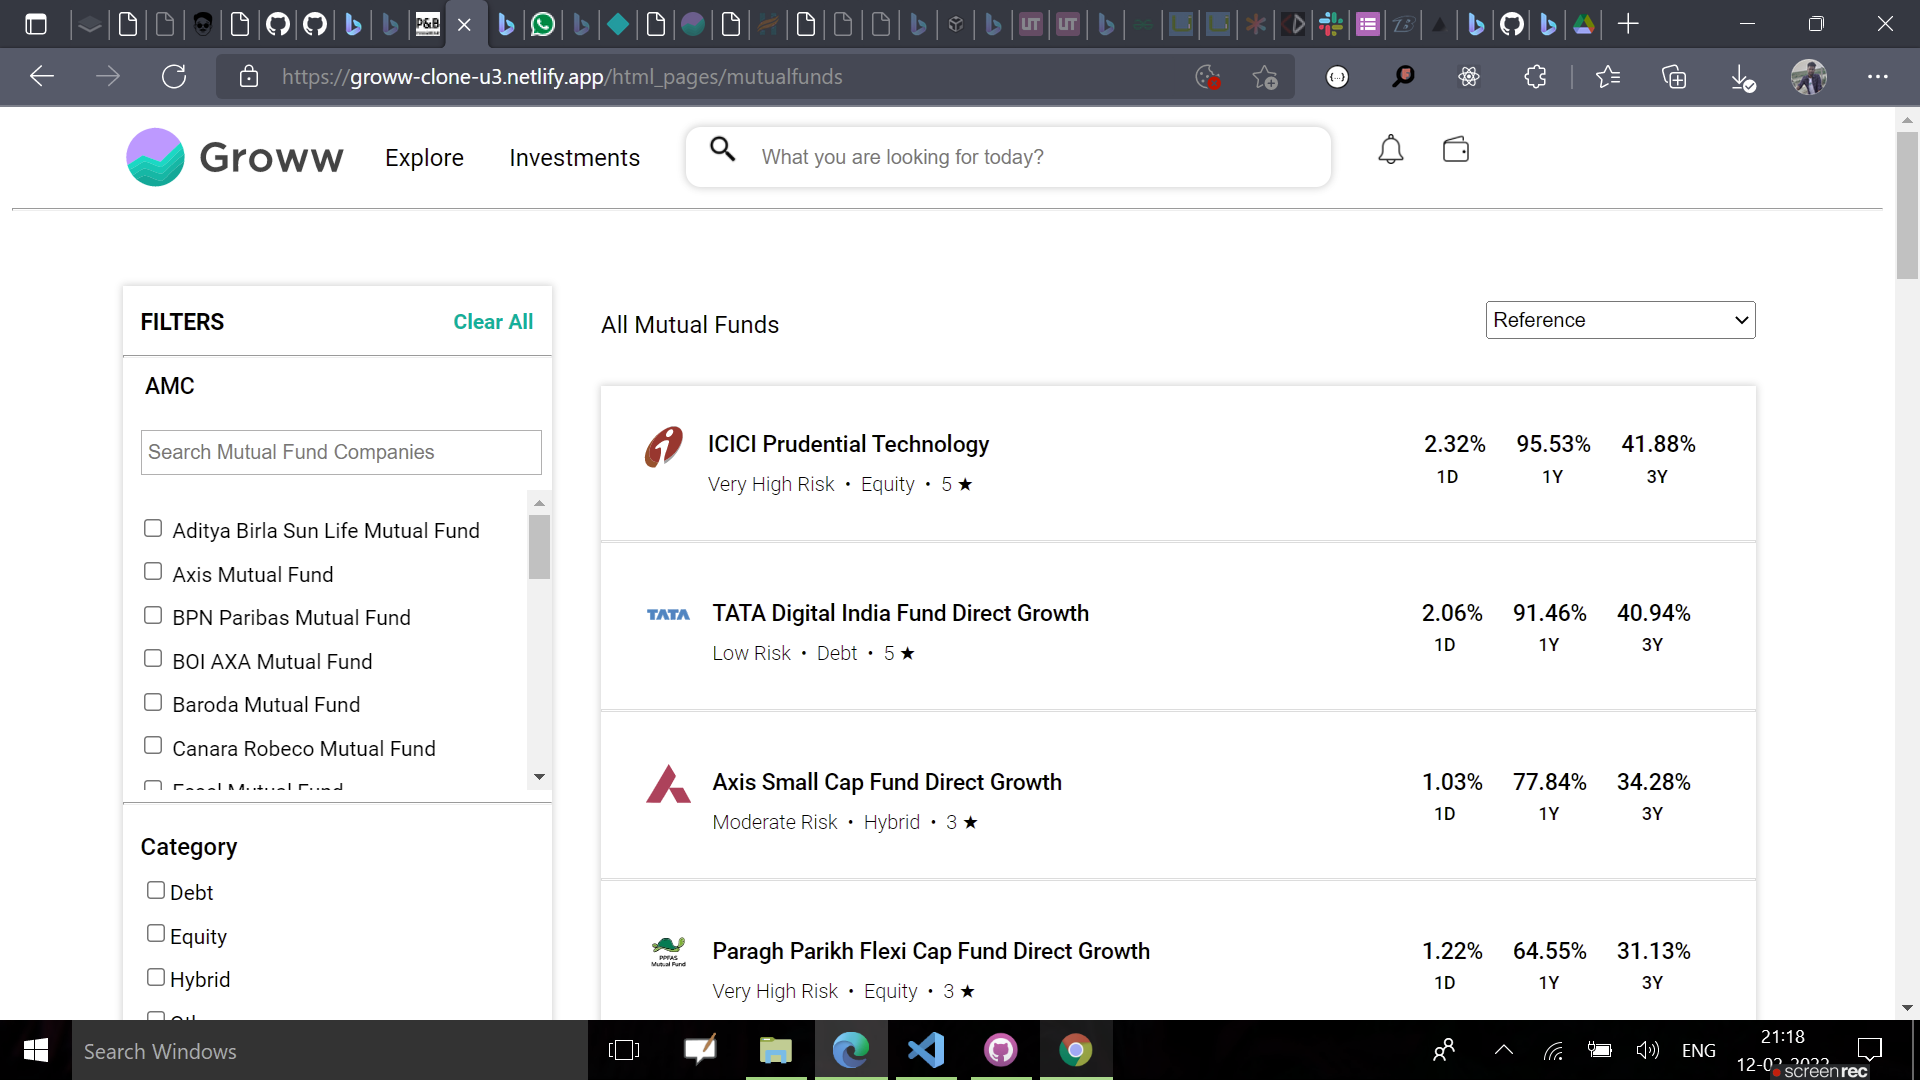 P&B
UT
UT
https://groww-clone-u3.netlify.app/html_pages/mutualfunds
Groww
Explore
Investments
What you are looking for today?
FILTERS
Clear All
AMC
Search Mutual Fund Companies
Aditya Birla Sun Life Mutual Fund
Axis Mutual Fund
BPN Paribas Mutual Fund
BOI AXA Mutual Fund
Baroda Mutual Fund
Canara Robeco Mutual Fund
Category
Debt
Equity
Hybrid
All Mutual Funds
Reference
ICICI Prudential Technology
2.32% 95.53% 41.88%
1D 1Y 3Y
Very High Risk • Equity • 5 ★
TATA
TATA Digital India Fund Direct Growth
2.06% 91.46% 40.94%
1D 1Y 3Y
Low Risk • Debt • 5 ★
Axis Small Cap Fund Direct Growth
1.03% 77.84% 34.28%
1D 1Y 3Y
Moderate Risk • Hybrid • 3 ★
PPFAS
Mutual Fund
Paragh Parikh Flexi Cap Fund Direct Growth
1.22% 64.55% 31.13%
1D 1Y 3Y
Very High Risk • Equity • 3 ★
Search Windows
ENG
21:18
screenrec